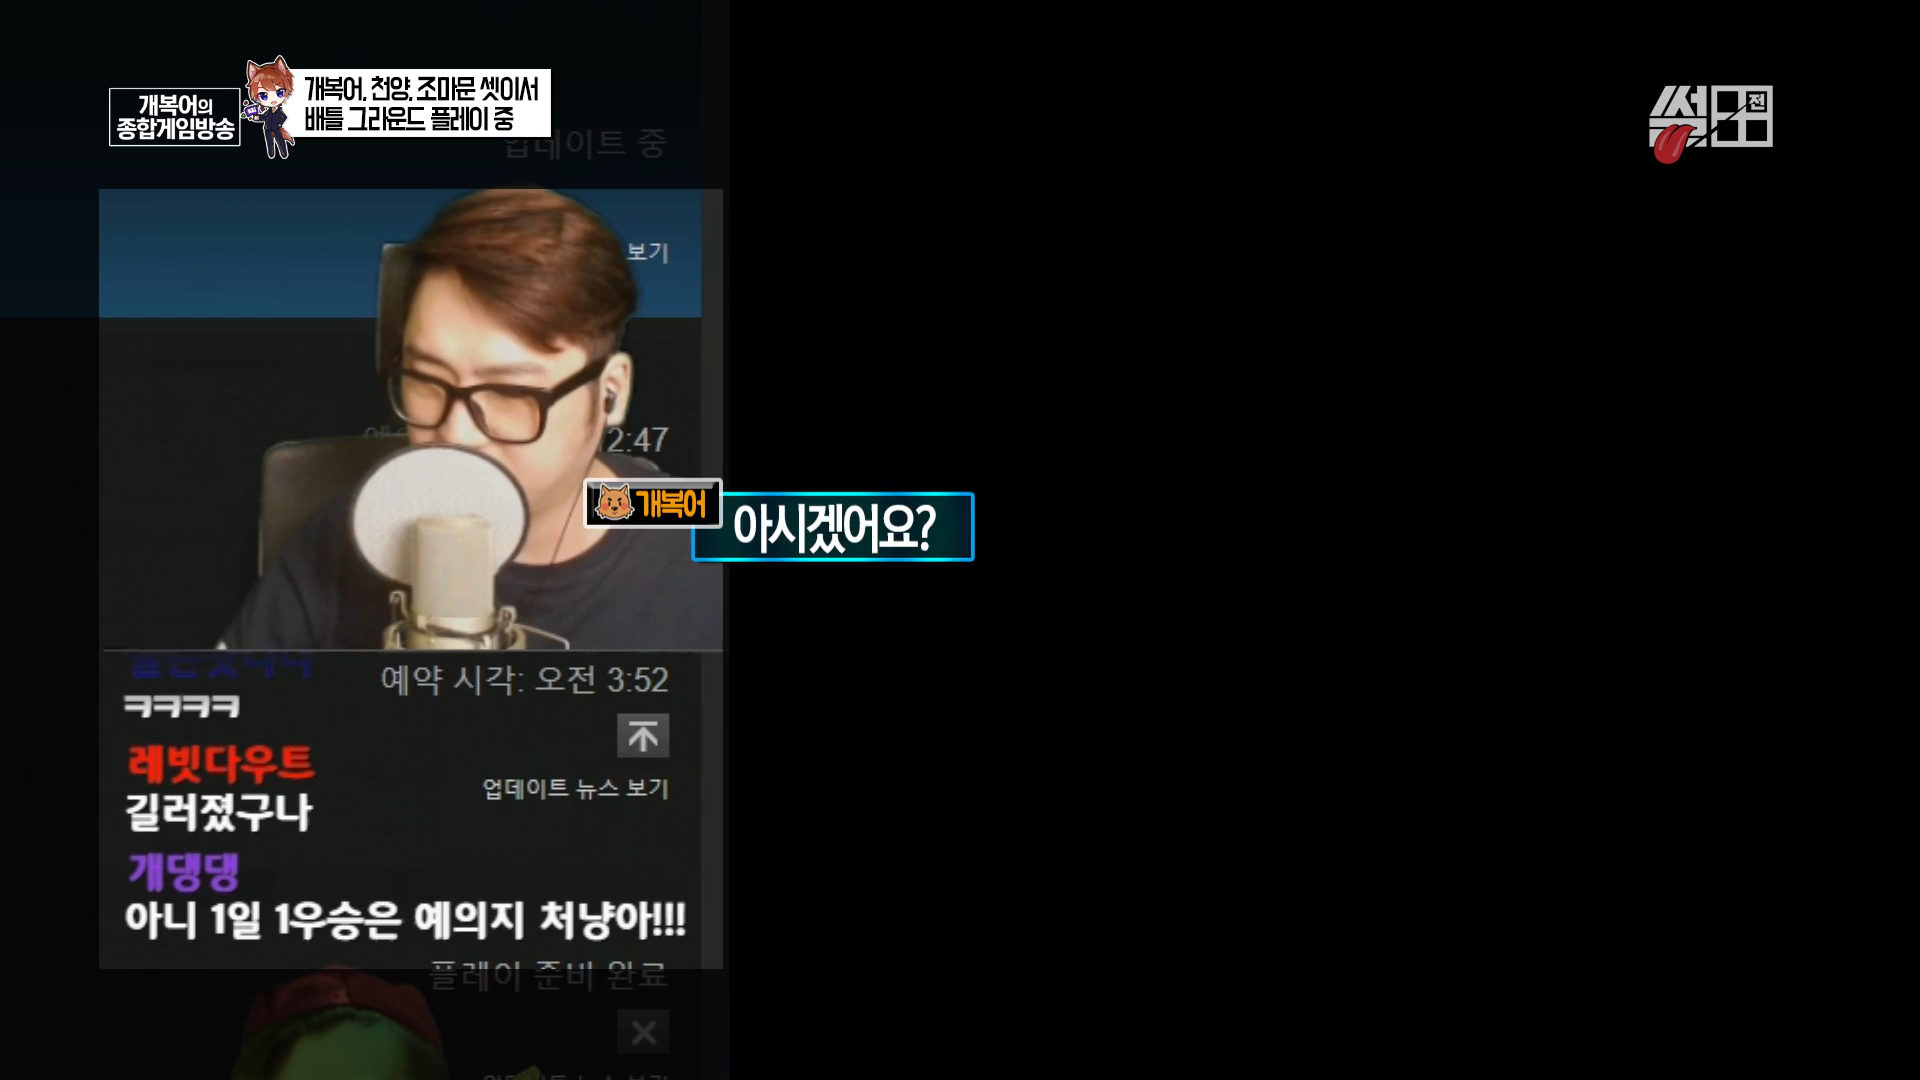 개복어의
종합게임방송
개복어, 천양, 조마문 셋이서
배틀 그라운드 플레이 중
썰전
업데이트 중
보기
2:47
개복어
아시겠어요?
예약 시각: 오전 3:52
ㅋㅋㅋㅋ
레빗다우트
길러졌구나
업데이트 뉴스 보기
개댕댕
아니 1일 1우승은 예의지 처냥아!!!
플레이 준비 완료